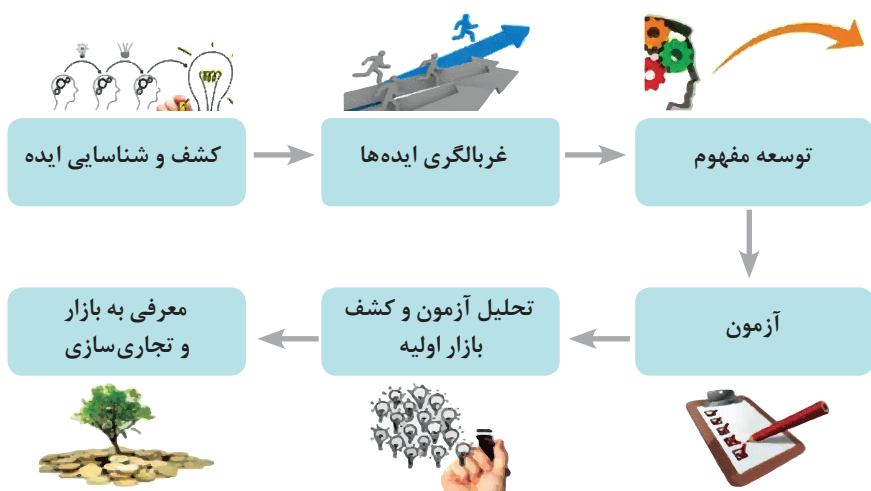 کشف و شناسایی ایده
غربالگری ایده‌ها
توسعه مفهوم
آزمون
تحلیل آزمون و کشف
بازار اولیه
معرفی به بازار
و تجاری‌سازی